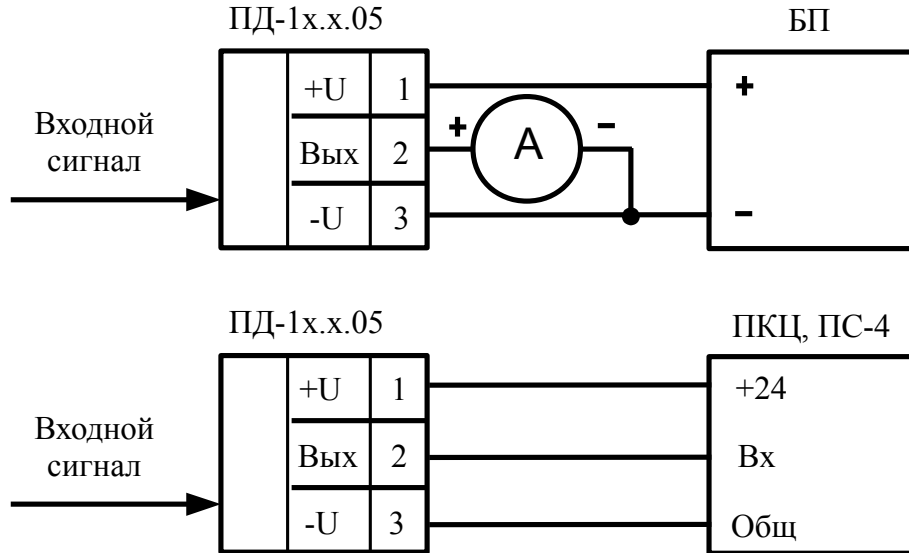 ПД-1х.х.05
БП
+U 1
+
Входной
сигнал
+
A
−
Вых 2
-U 3
−
ПД-1х.х.05
ПКЦ, ПС-4
+U 1
+24
Входной
сигнал
Вых 2
Вх
-U 3
Общ